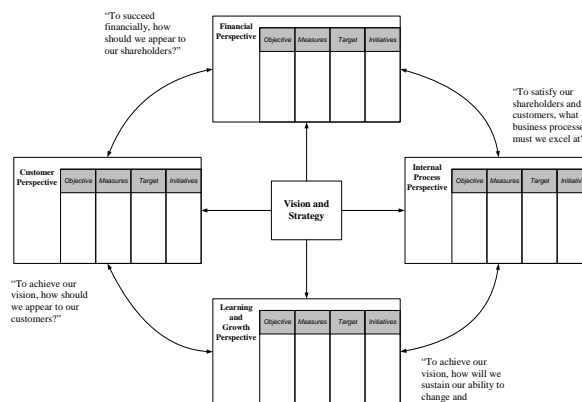 “To succeed
financially, how
should we appear to
our shareholders?”
Financial
Perspective
Objective Measures Target Initiatives
“To satisfy our
shareholders and
customers, what
business processe
must we excel at
Customer
Perspective
Objective Measures Target Initiatives
Vision and
Strategy
Internal
Process
Perspective
Objective Measures Target Initiative
“To achieve our
vision, how should
we appear to our
customers?”
Learning
and
Growth
Perspective
Objective Measures Target Initiatives
“To achieve our
vision, how will we
sustain our ability to
change and